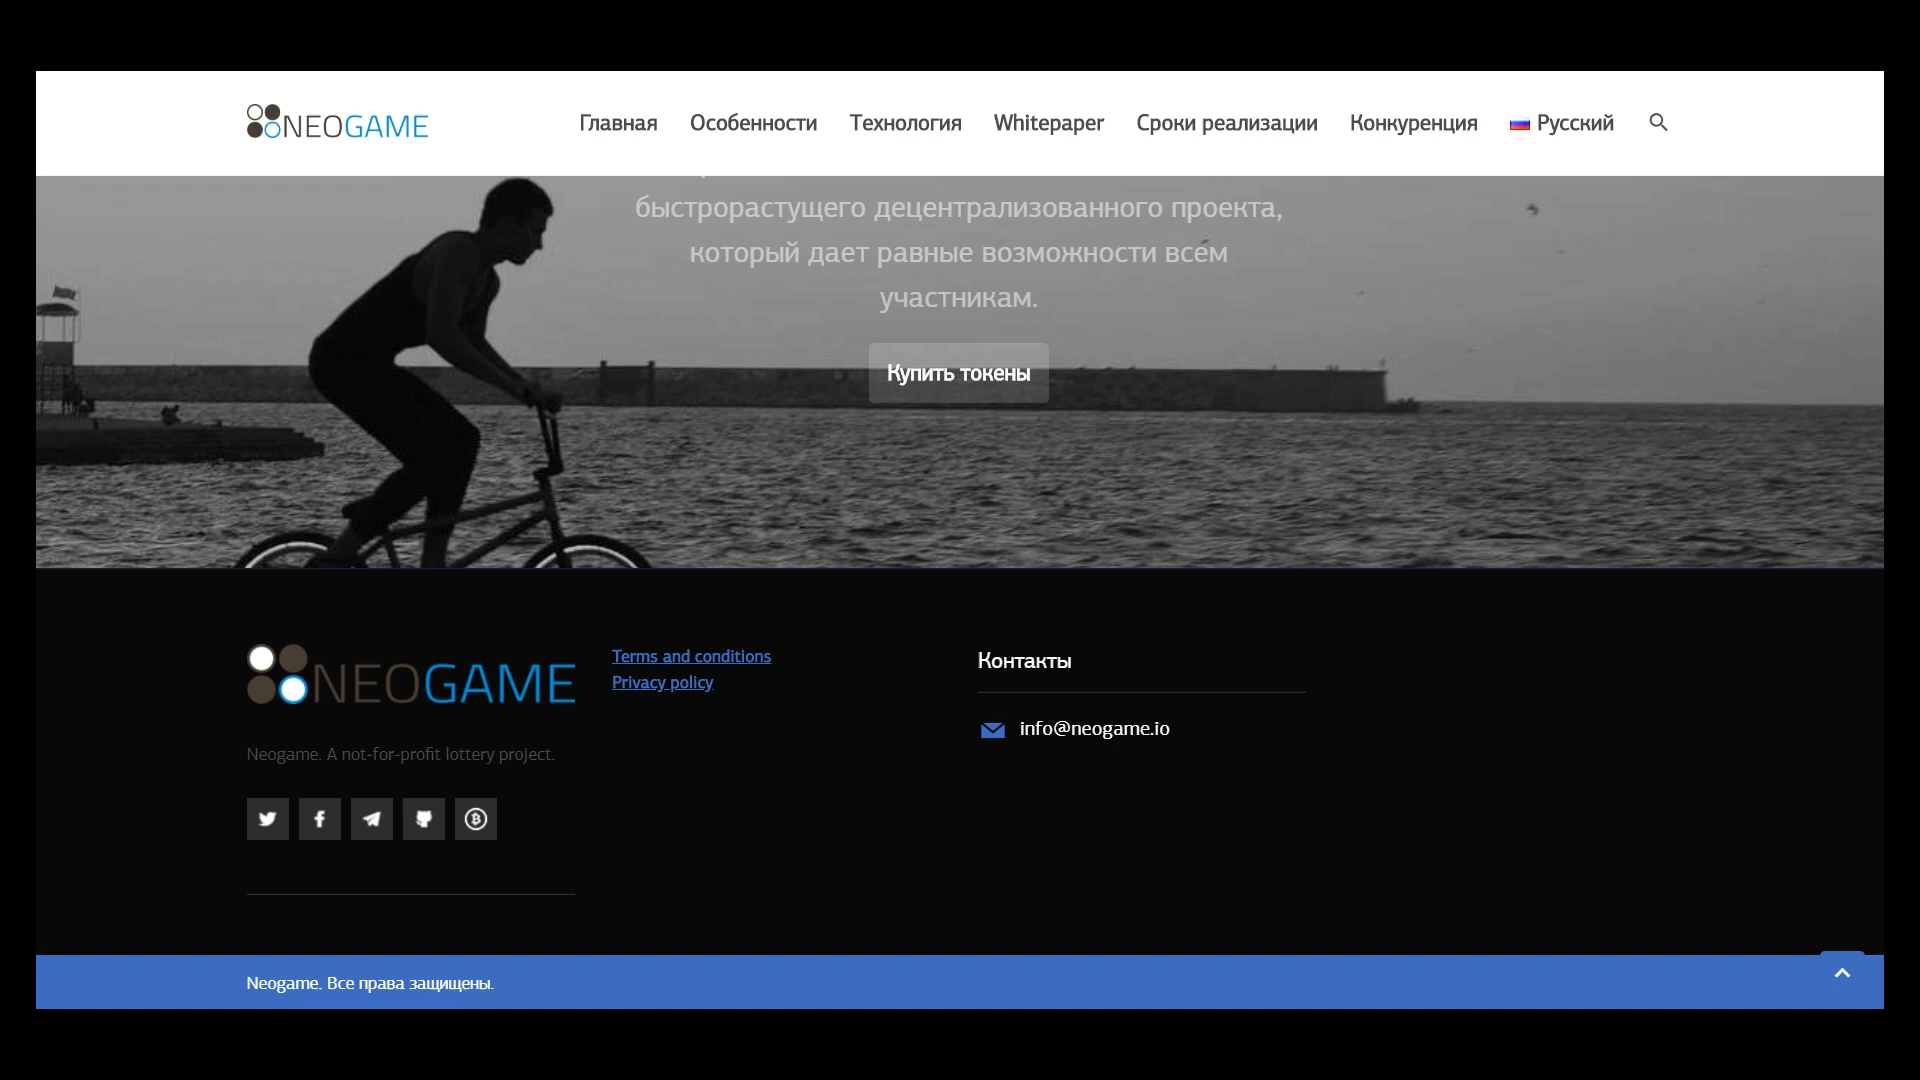 NEOGAME
Главная Особенности Технология Whitepaper Сроки реализации Конкуренция Русский
быстрорастущего децентрализованного проекта,
который дает равные возможности всем
участникам.
Купить токены
NEOGAME
Terms and conditions
Privacy policy
Контакты
info@neogame.io
Neogame. A not-for-profit lottery project.
Neogame. Все права защищены.